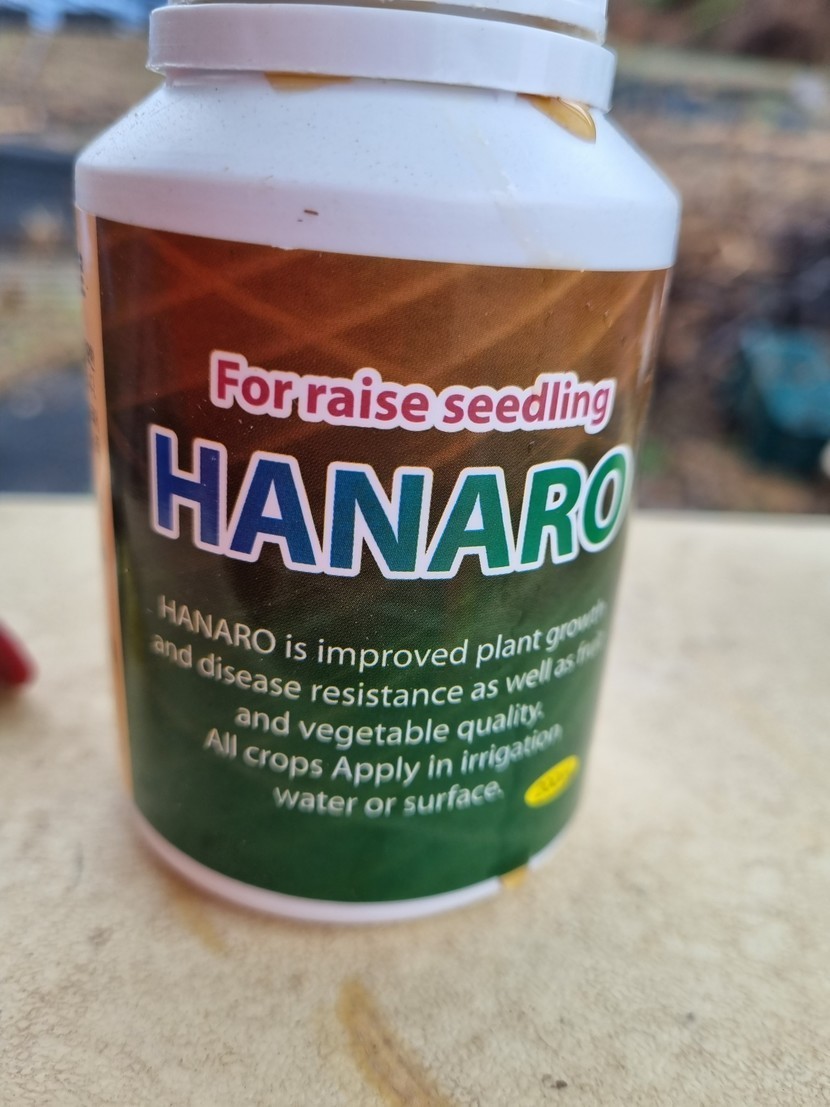 For raise seedling
HANARO
HANARO is improved plant growth
and disease resistance as well as fruit
and vegetable quality.
All crops Apply in irrigation
water or surface.